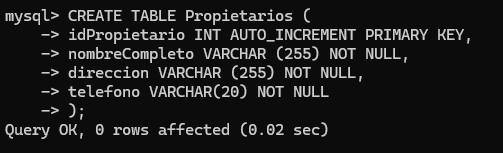 mysql> CREATE TABLE Propietarios (
    -> idPropietario INT AUTO_INCREMENT PRIMARY KEY,
    -> nombreCompleto VARCHAR (255) NOT NULL,
    -> direccion VARCHAR (255) NOT NULL,
    -> telefono VARCHAR(20) NOT NULL
    -> );
Query OK, 0 rows affected (0.02 sec)